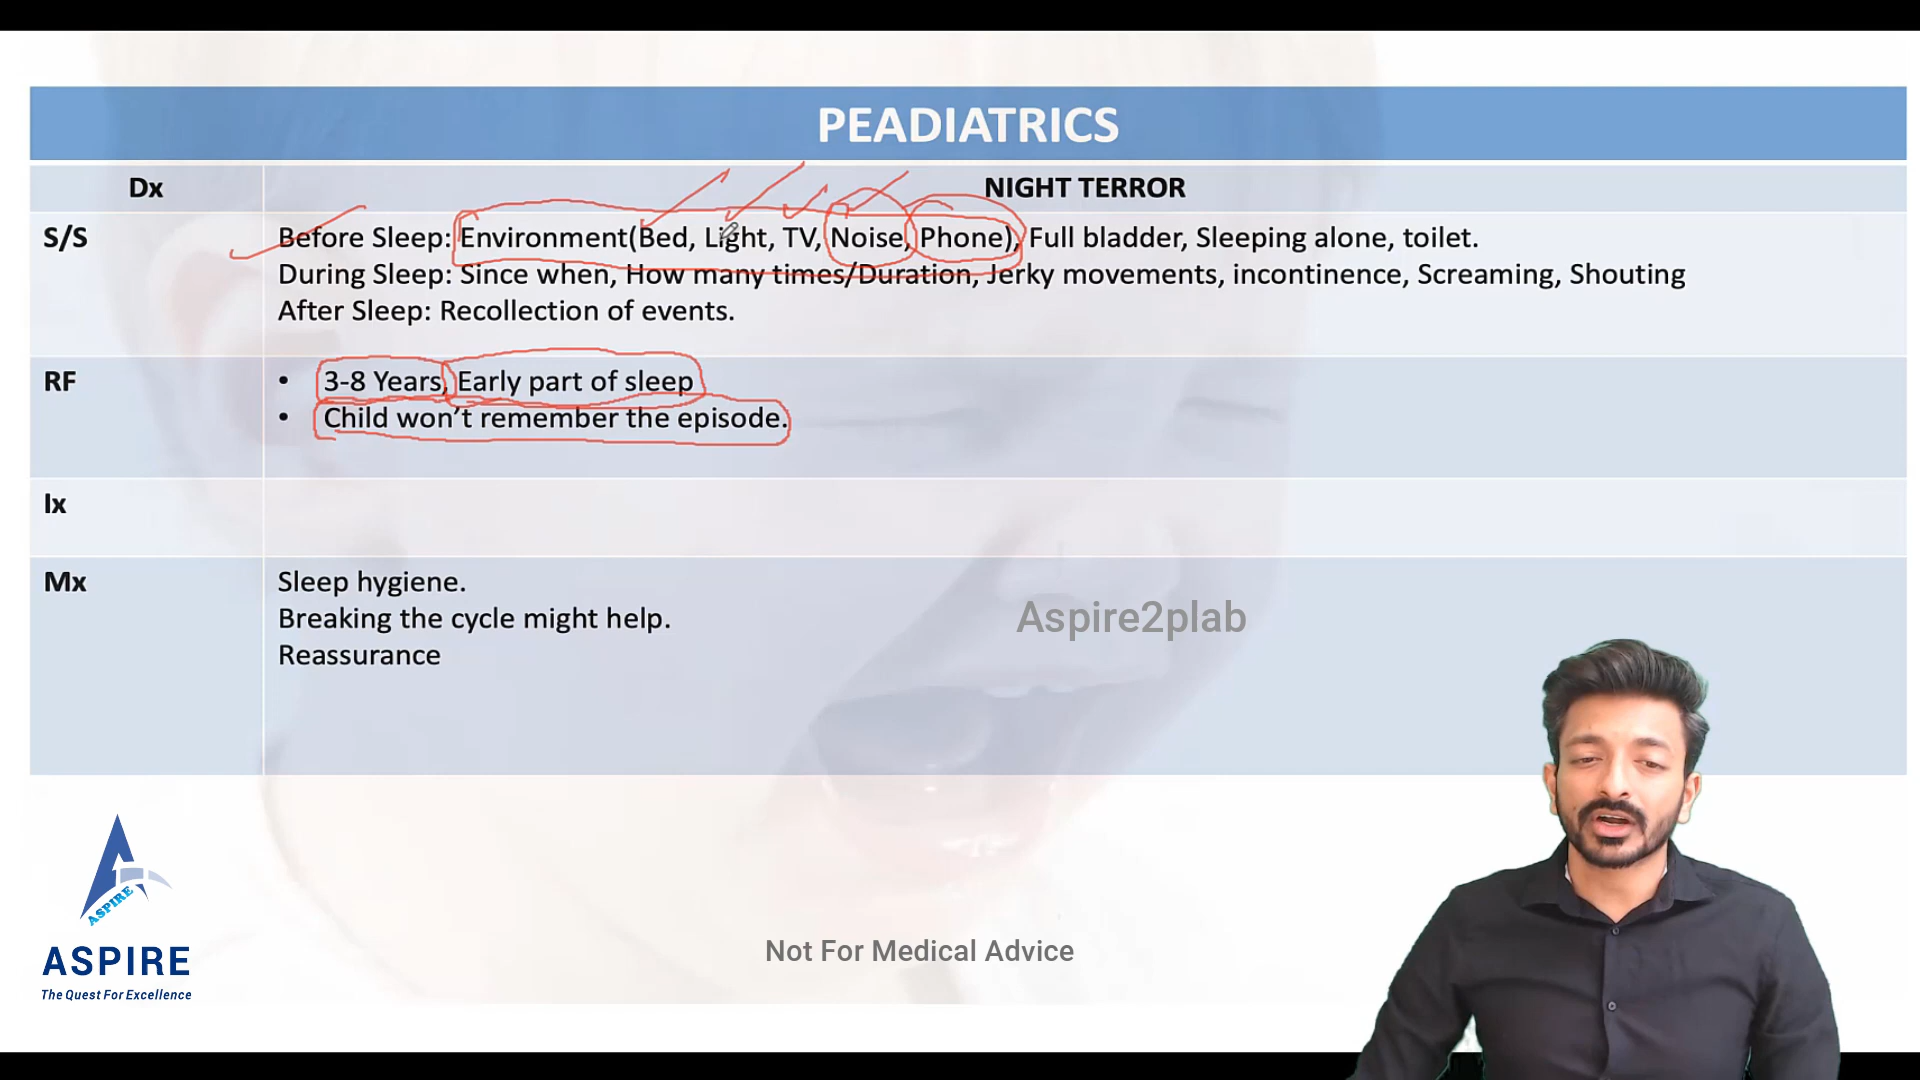 PEADIATRICS
Dx
NIGHT TERROR
S/S
Before Sleep: Environment(Bed, Light, TV, Noise, Phone), Full bladder, Sleeping alone, toilet.
During Sleep: Since when, How many times/Duration, Jerky movements, incontinence, Screaming, Shouting
After Sleep: Recollection of events.
RF
• 3-8 Years, Early part of sleep
• Child won’t remember the episode.
Ix
Mx
Sleep hygiene.
Breaking the cycle might help.
Reassurance
Aspire2plab
ASPIRE
ASPIRE
The Quest For Excellence
Not For Medical Advice